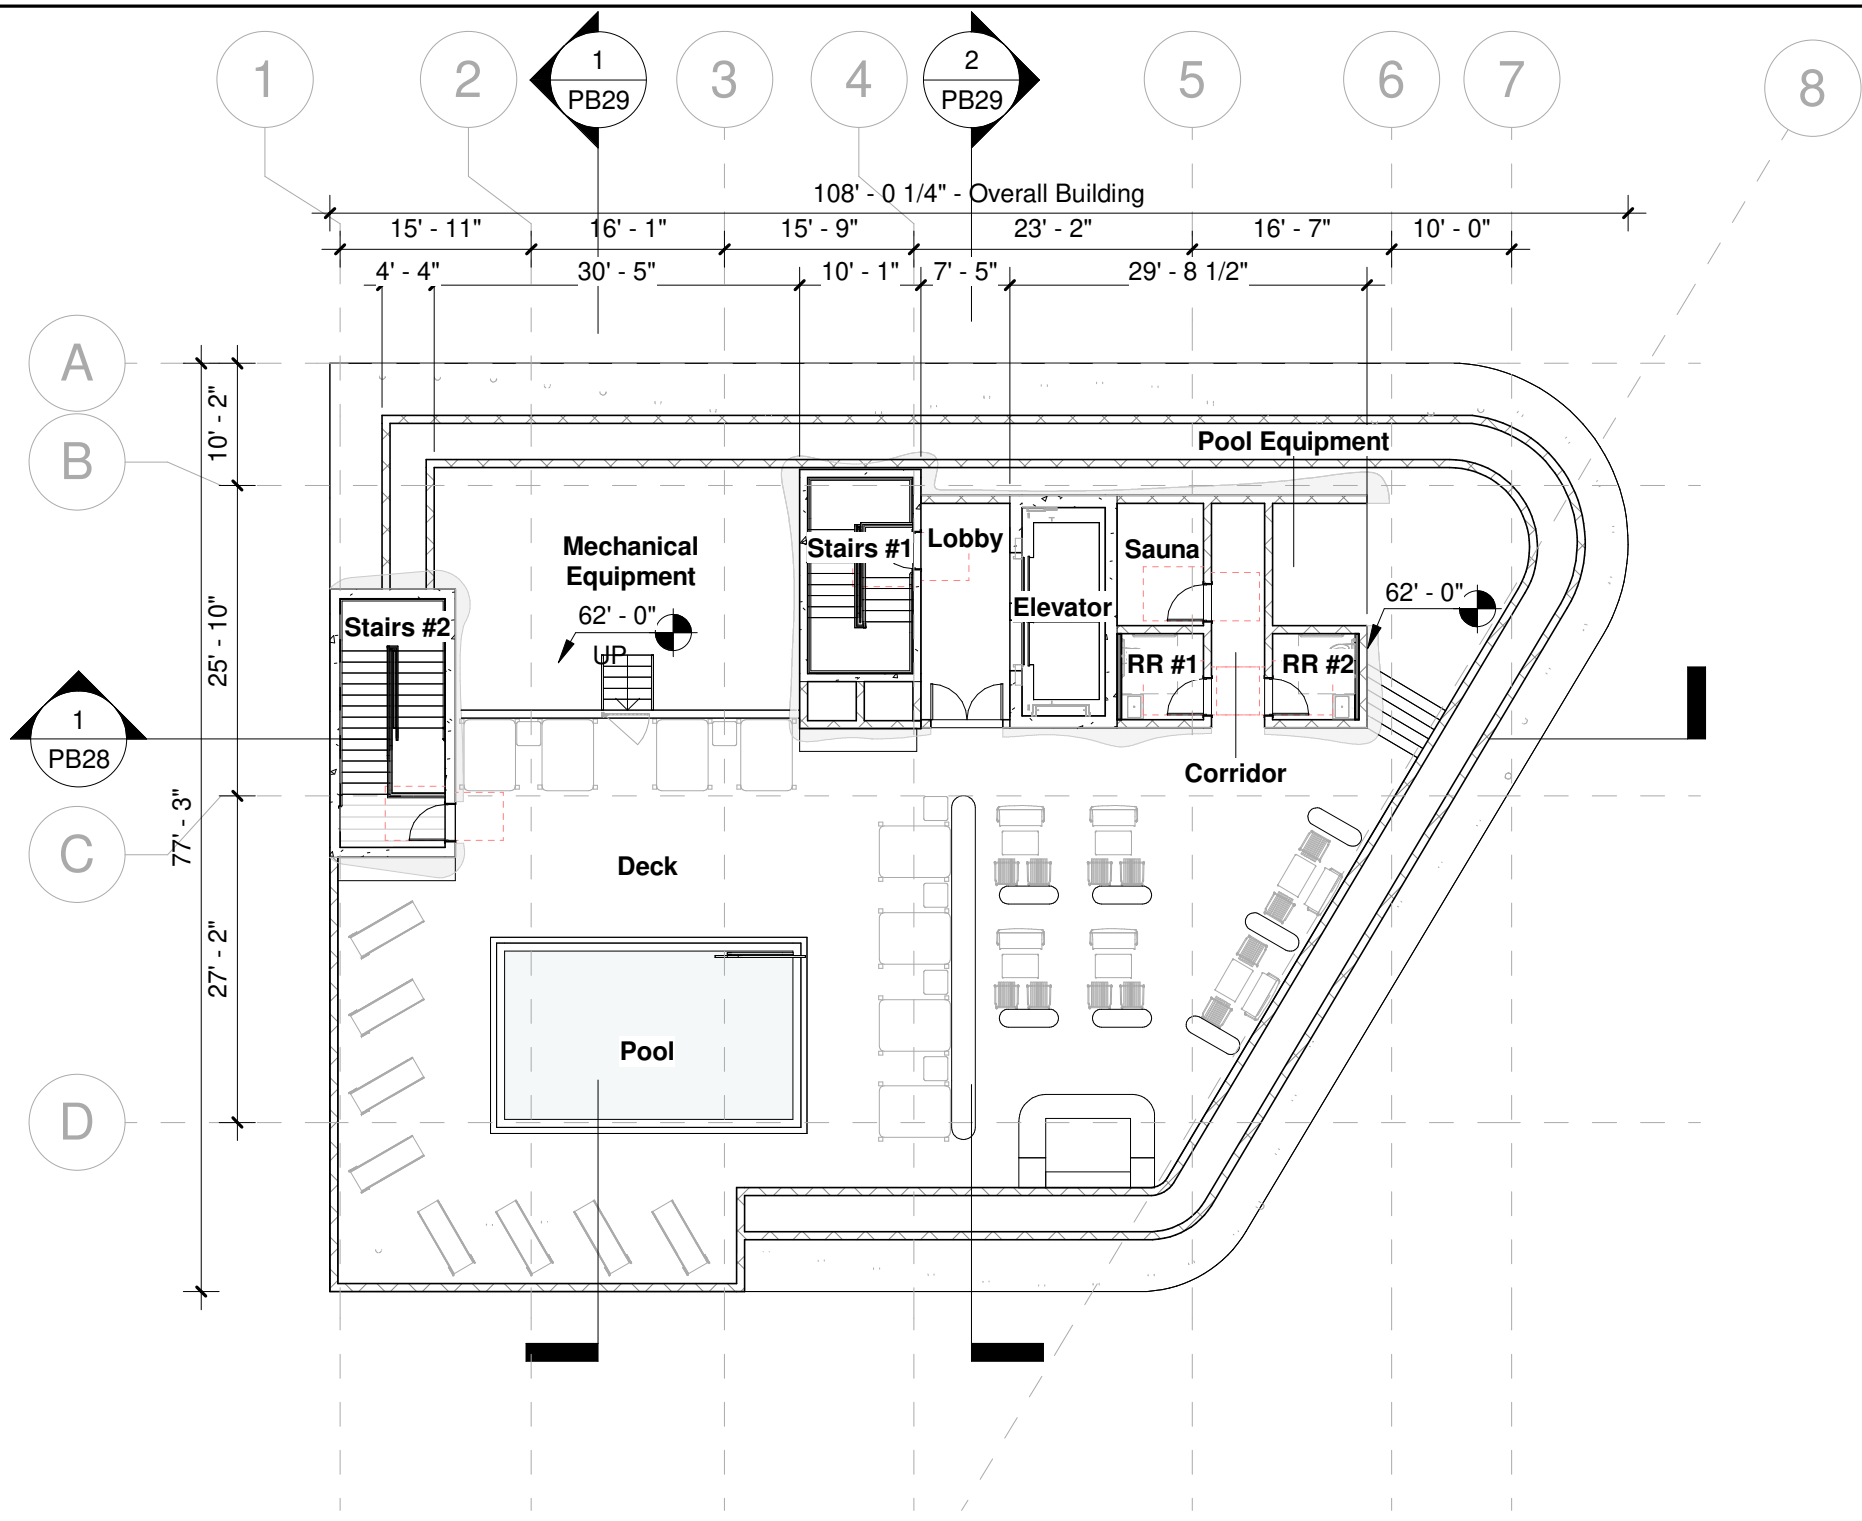 1
2
1
PB29
3
4
2
PB29
5
6
7
8
108' - 0 1/4" - Overall Building
15' - 11"
16' - 1"
15' - 9"
23' - 2"
16' - 7"
10' - 0"
4' - 4"
30' - 5"
10' - 1"
7' - 5"
29' - 8 1/2"
A
B
C
D
10' - 2"
25' - 10"
27' - 2"
77' - 3"
1
PB28
Pool Equipment
Mechanical
Equipment
62' - 0"
UP
Stairs #1
Lobby
Sauna
Elevator
62' - 0"
Stairs #2
RR #1
RR #2
Corridor
Deck
Pool